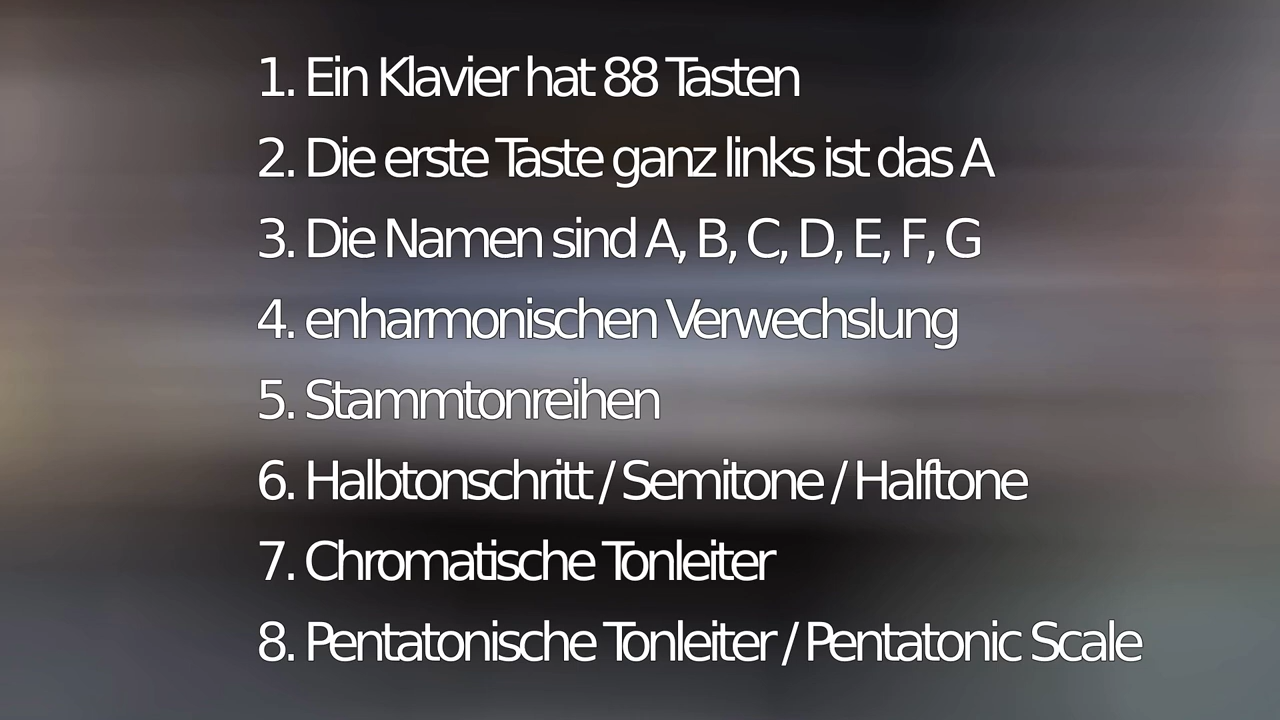 1. Ein Klavier hat 88 Tasten
2. Die erste Taste ganz links ist das A
3. Die Namen sind A, B, C, D, E, F, G
4. enharmonischen Verwechslung
5. Stammtonreihen
6. Halbtonschritt / Semitone / Halftone
7. Chromatische Tonleiter
8. Pentatonische Tonleiter / Pentatonic Scale